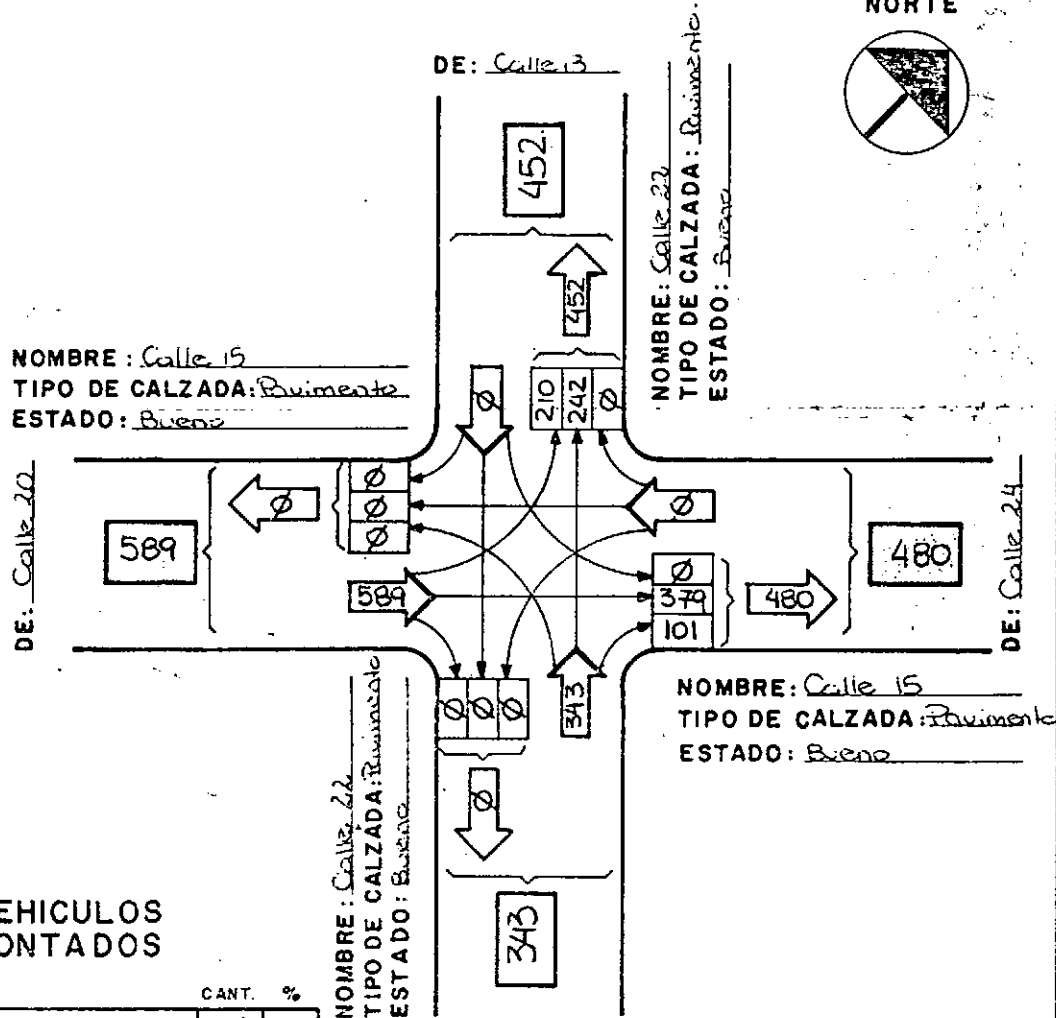 NORTE
DE: Calle 13
452
452
NOMBRE: Calle 22
TIPO DE CALZADA: Pavimento.
ESTADO: Bueno
NOMBRE: Calle 15
TIPO DE CALZADA: Pavimento
ESTADO: Bueno
210 242 Ø
Ø
DE: Calle 20
589
Ø
Ø
Ø
Ø
589
Ø
Ø
379
101
480
480
DE: Calle 24
Ø Ø Ø
343
NOMBRE: Calle 15
TIPO DE CALZADA: Pavimento
ESTADO: Bueno
Ø
343
NOMBRE: Calle 22
TIPO DE CALZADA: Pavimento
ESTADO: Bueno
EHICULOS
ONTADOS
CANT. %